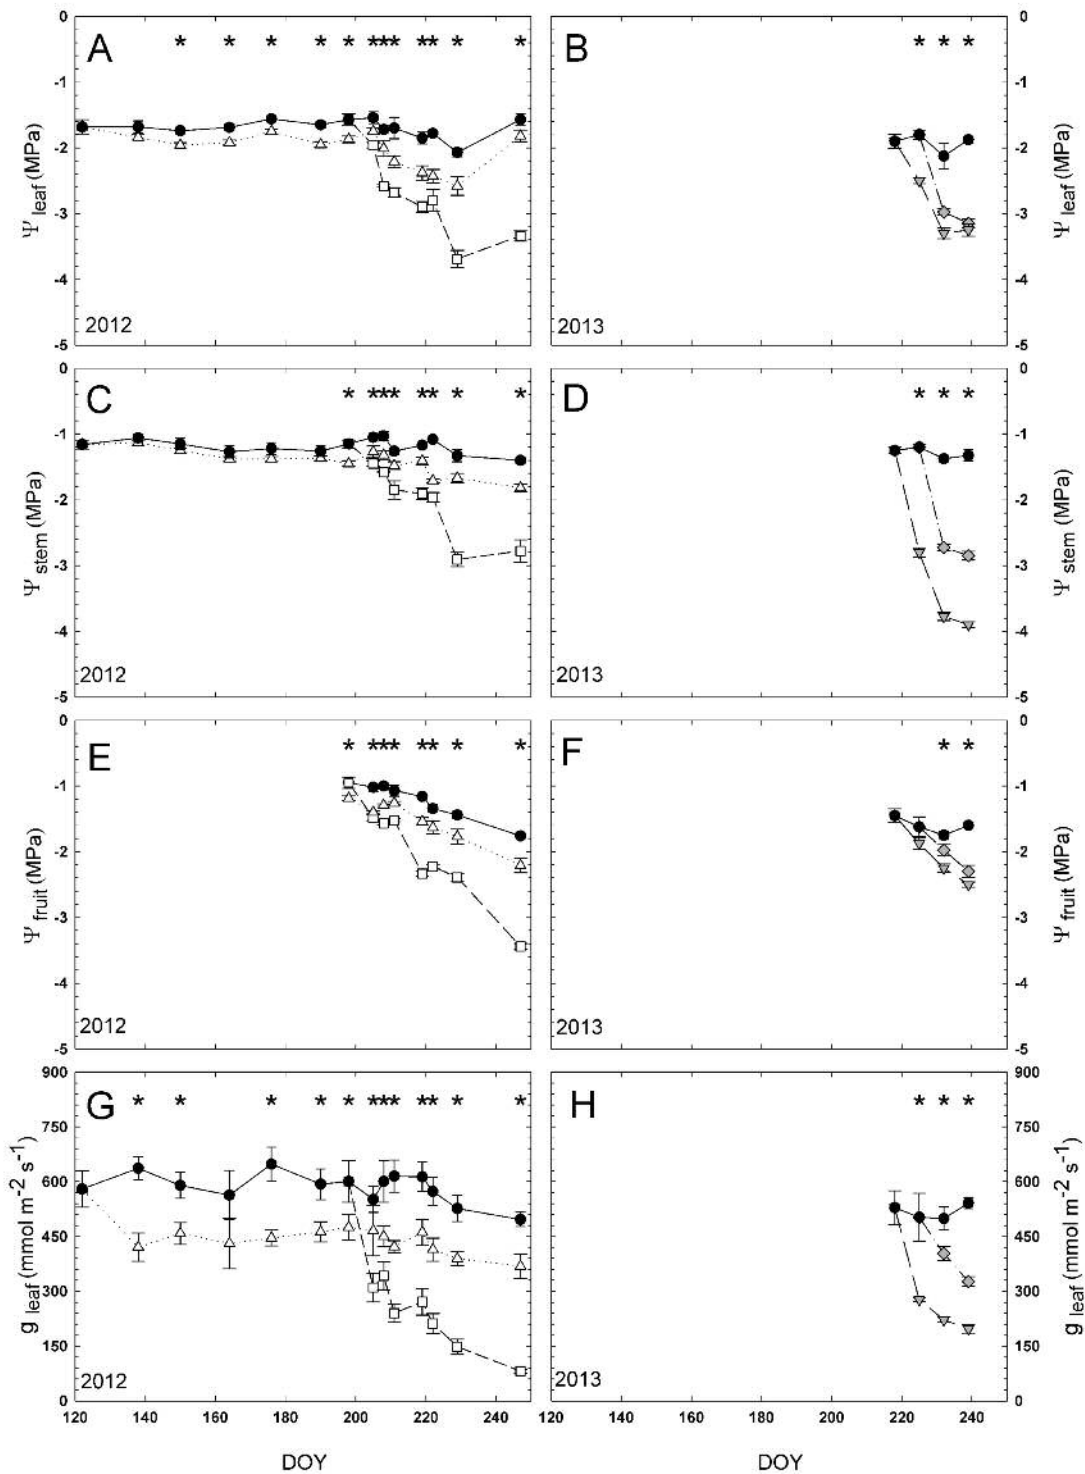 0 0
A * * * * * * * * * * * * B * * *
-1 -1
Ψ leaf (MPa) -2 -2 Ψ leaf (MPa)
-3 -3
-4 -4
2012 2013
-5 -5
0 0
C * * * * * * * * D * * *
-1 -1
Ψ stem (MPa) -2 -2 Ψ stem (MPa)
-3 -3
-4 -4
2012 2013
-5 -5
0 0
E * * * * * * * * F * *
-1 -1
Ψ fruit (MPa) -2 -2 Ψ fruit (MPa)
-3 -3
-4 -4
2012 2013
-5 -5
900 900
G * * * * * * * * * * * * H * * *
750 750
600 600
g leaf (mmol m-2 s-1) 450 450 g leaf (mmol m-2 s-1)
300 300
150 150
2012 2013
0 0
120 140 160 180 200 220 240 120 140 160 180 200 220 240
DOY DOY